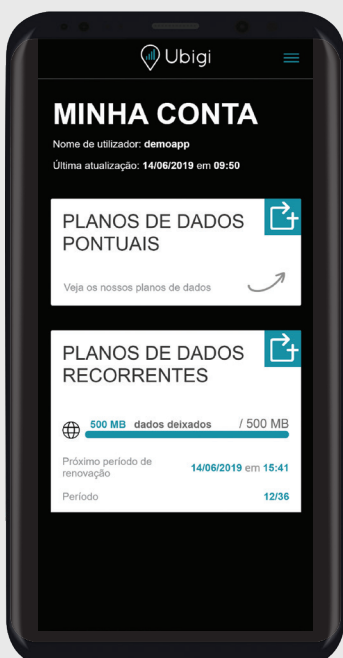 Ubigi
MINHA CONTA
Nome de utilizador: demoapp
Última atualização: 14/06/2019 em 09:50
PLANOS DE DADOS
PONTUAIS
Veja os nossos planos de dados
PLANOS DE DADOS
RECORRENTES
500 MB dados deixados / 500 MB
Próximo período de
renovação
14/06/2019 em 15:41
Período 12/36